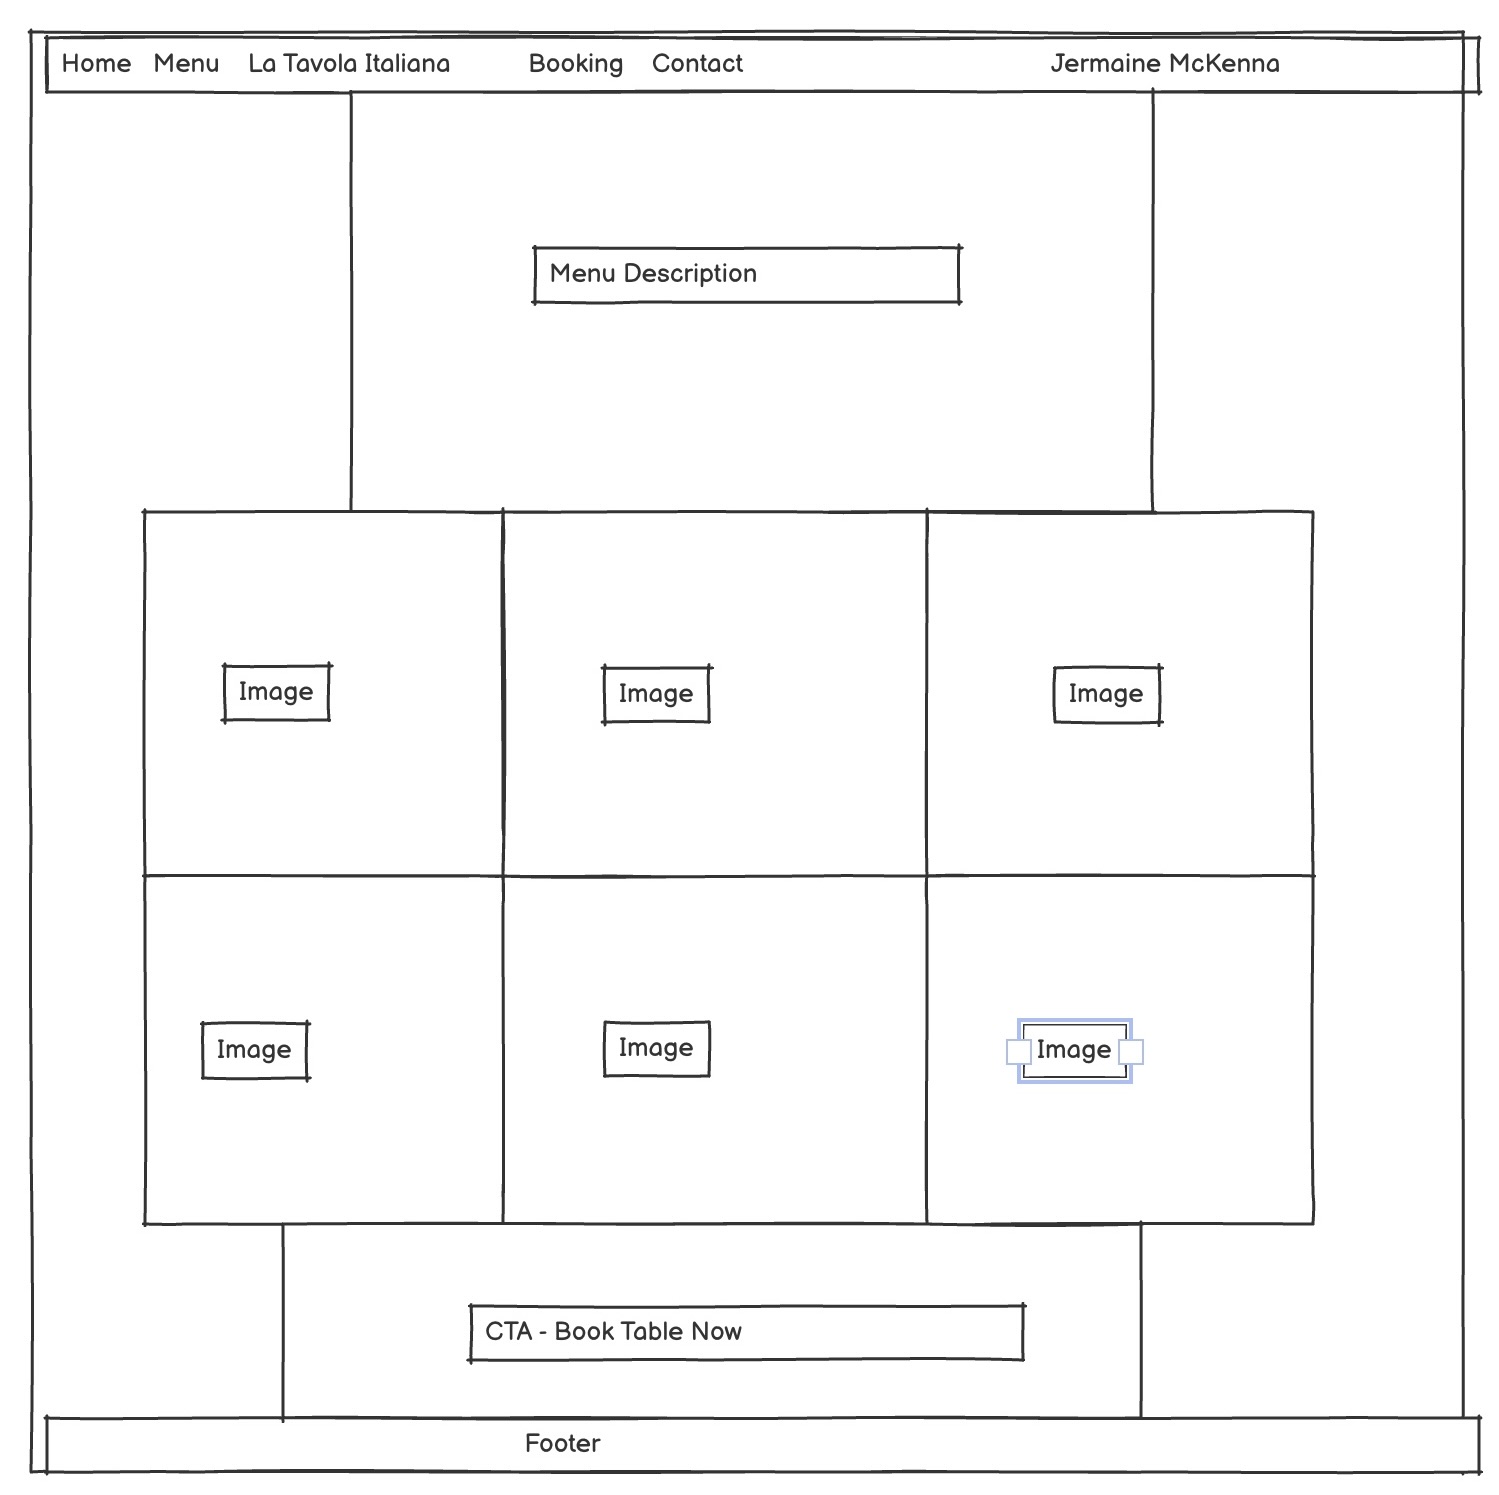 Home Menu La Tavola Italiana Booking Contact Jermaine McKenna
Menu Description
Image Image Image
Image Image Image
CTA - Book Table Now
Footer